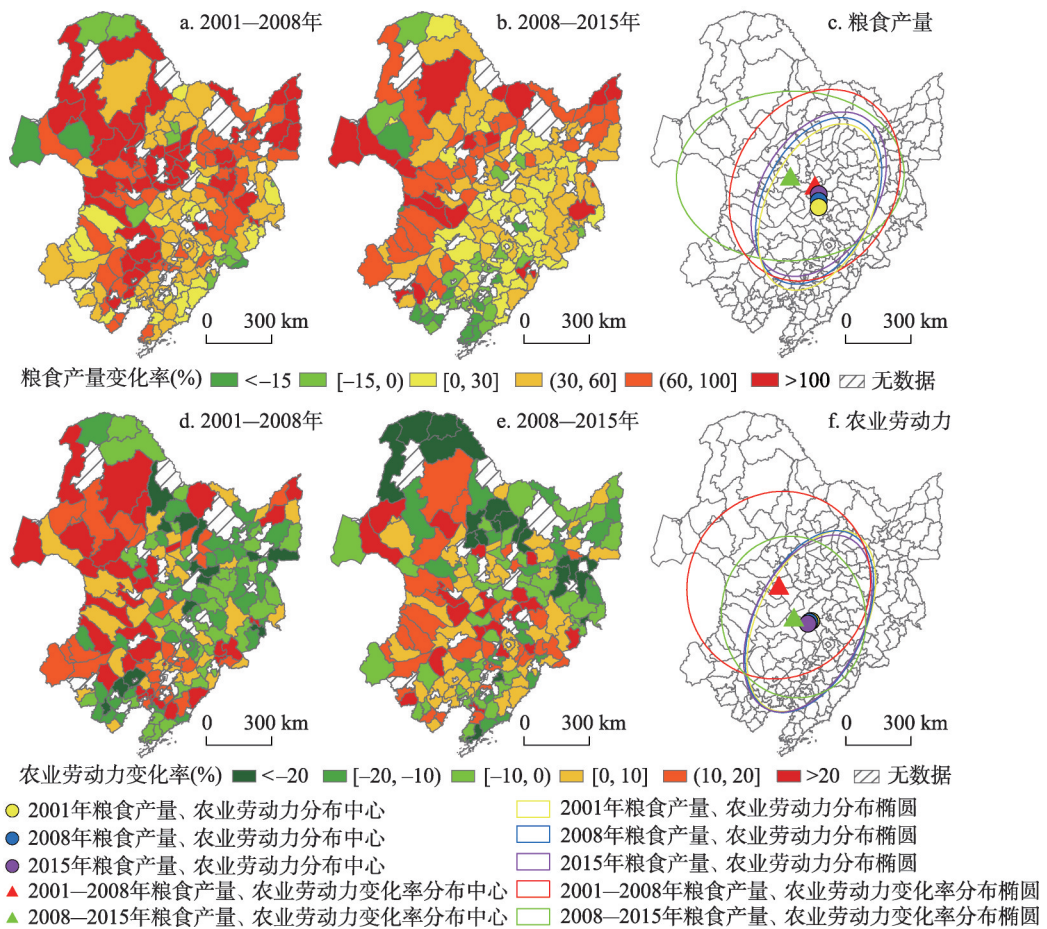 a. 2001—2008年
b. 2008—2015年
c. 粮食产量
0 300 km
0 300 km
0 300 km
粮食产量变化率(%) <–15 [–15, 0) [0, 30] (30, 60] (60, 100] >100 无数据
d. 2001—2008年
e. 2008—2015年
f. 农业劳动力
0 300 km
0 300 km
0 300 km
农业劳动力变化率(%) <–20 [–20, –10) [–10, 0) [0, 10] (10, 20] >20 无数据
2001年粮食产量、农业劳动力分布中心
2008年粮食产量、农业劳动力分布中心
2015年粮食产量、农业劳动力分布中心
2001—2008年粮食产量、农业劳动力变化率分布中心
2008—2015年粮食产量、农业劳动力变化率分布中心
2001年粮食产量、农业劳动力分布椭圆
2008年粮食产量、农业劳动力分布椭圆
2015年粮食产量、农业劳动力分布椭圆
2001—2008年粮食产量、农业劳动力变化率分布椭圆
2008—2015年粮食产量、农业劳动力变化率分布椭圆